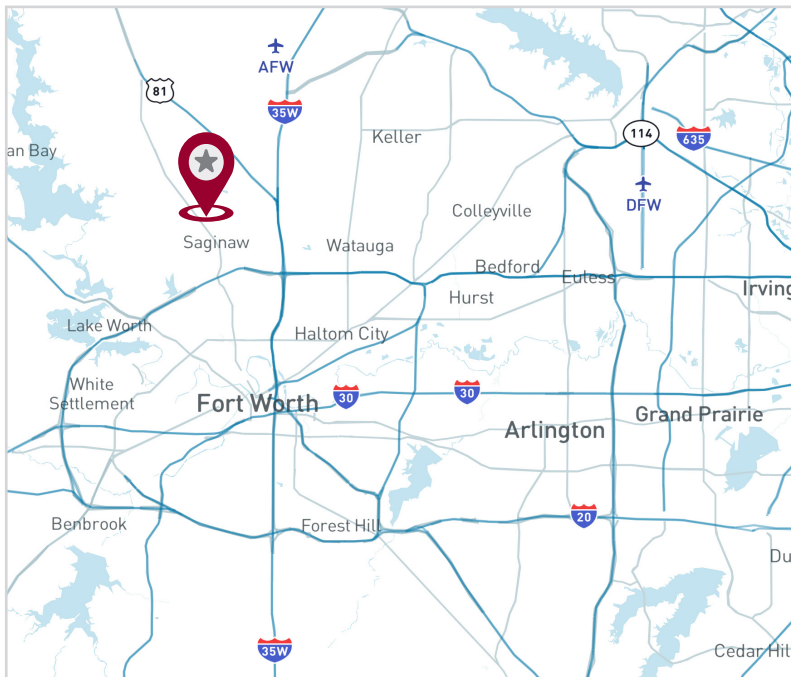 AFW
81
35W
114
635
Keller
an Bay
DFW
Colleyville
Saginaw
Watauga
Bedford
Euless
Irving
Hurst
Lake Worth
Haltom City
White
Settlement
Fort Worth
30
30
Grand Prairie
Arlington
20
Benbrook
Forest Hill
Du
35W
Cedar Hil